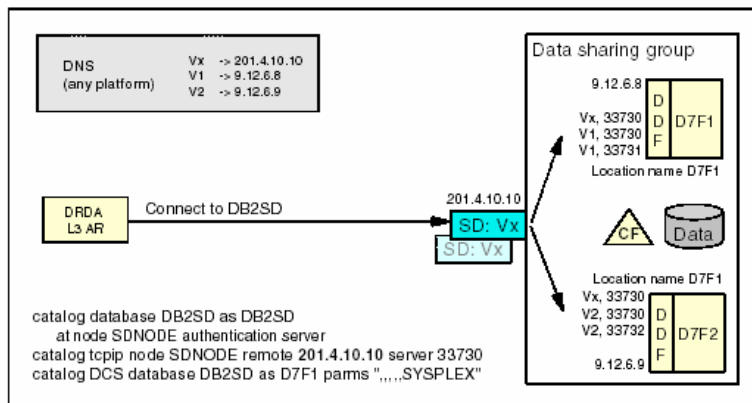 DNS
(any platform)
Vx -> 201.4.10.10
V1 -> 9.12.6.8
V2 -> 9.12.6.9
Data sharing group
9.12.6.8
Vx, 33730
V1, 33730
V1, 33731
D
D
F
D7F1
Location name D7F1
DRDA
L3 AR
Connect to DB2SD
201.4.10.10
SD: Vx
SD: Vx
CF
Data
Location name D7F1
Vx, 33730
V2, 33730
V2, 33732
D
D
F
D7F2
9.12.6.9
catalog database DB2SD as DB2SD
at node SDNODE authentication server
catalog tcpip node SDNODE remote 201.4.10.10 server 33730
catalog DCS database DB2SD as D7F1 parms ",,,,,SYSPLEX"